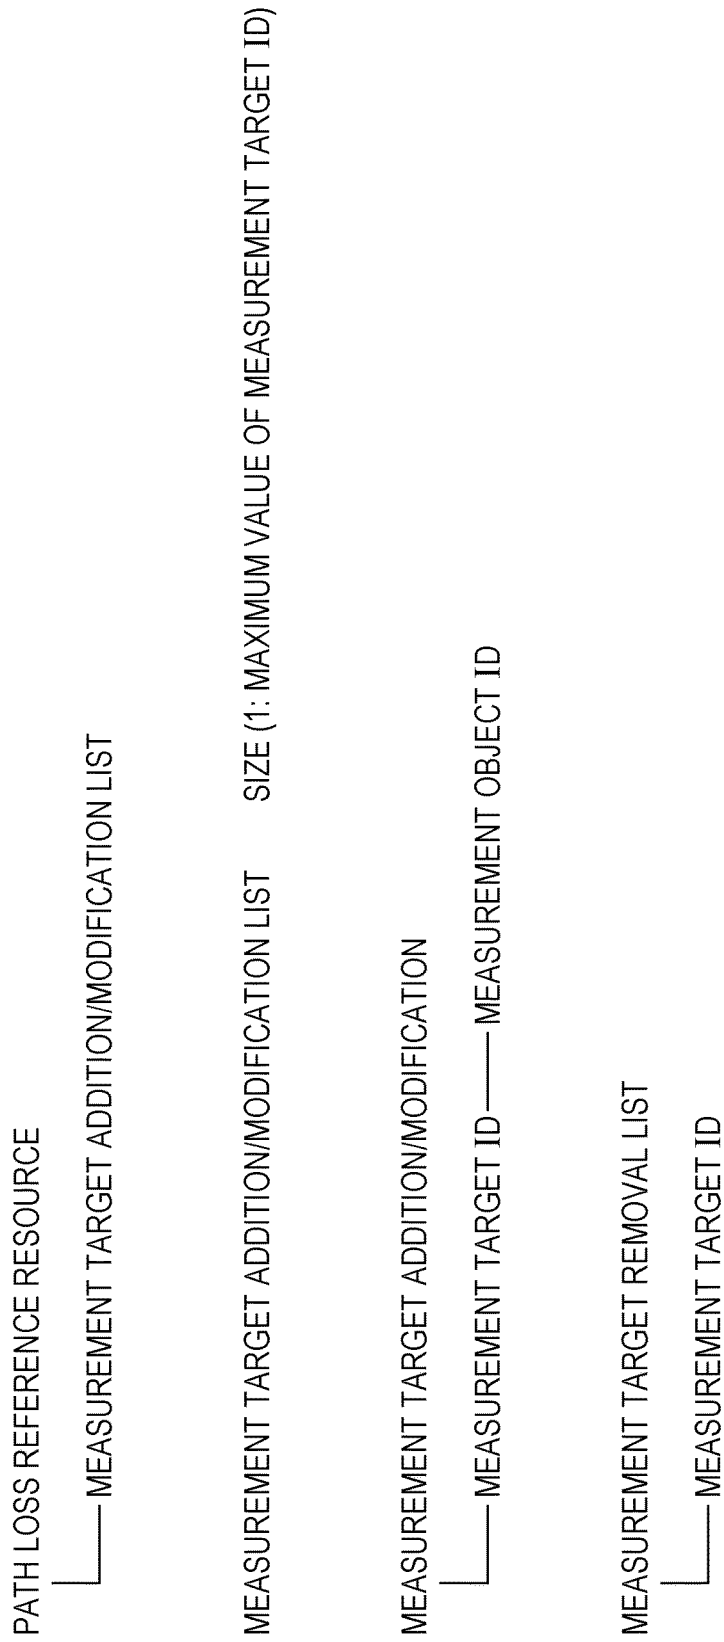 PATH LOSS REFERENCE RESOURCE
MEASUREMENT TARGET ADDITION/MODIFICATION LIST
MEASUREMENT TARGET ADDITION/MODIFICATION LIST SIZE (1: MAXIMUM VALUE OF MEASUREMENT TARGET ID)
MEASUREMENT TARGET ADDITION/MODIFICATION
MEASUREMENT TARGET ID MEASUREMENT OBJECT ID
MEASUREMENT TARGET REMOVAL LIST
MEASUREMENT TARGET ID